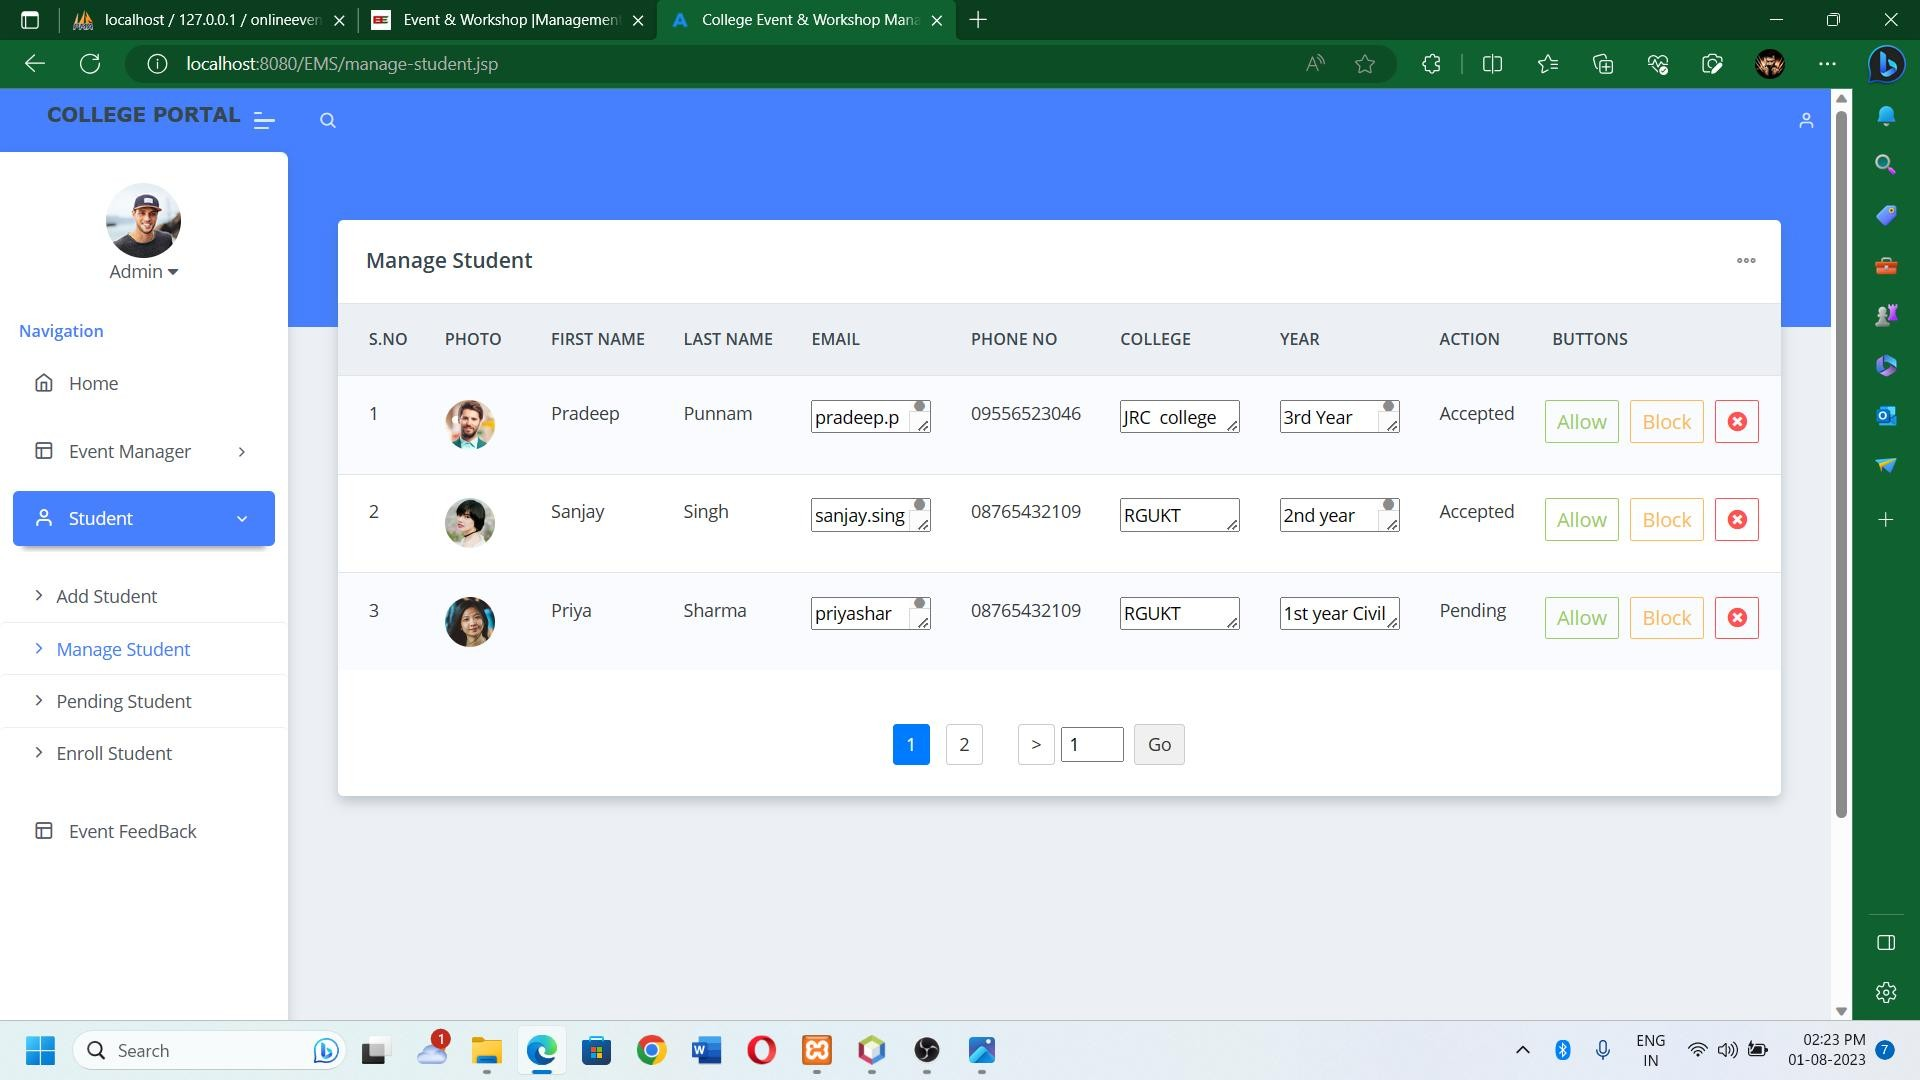 localhost / 127.0.0.1 / onlineeven
Event & Workshop |Management
College Event & Workshop Mana
localhost:8080/EMS/manage-student.jsp
COLLEGE PORTAL
Admin
Navigation
Home
Event Manager
Student
Add Student
Manage Student
Pending Student
Enroll Student
Event FeedBack
Manage Student
S.NO PHOTO FIRST NAME LAST NAME EMAIL PHONE NO COLLEGE YEAR ACTION BUTTONS
1 Pradeep Punnam pradeep.p 09556523046 JRC college 3rd Year Accepted Allow Block
2 Sanjay Singh sanjay.sing 08765432109 RGUKT 2nd year Accepted Allow Block
3 Priya Sharma priyashar 08765432109 RGUKT 1st year Civil Pending Allow Block
1 2 > 1 Go
Search
1
ENG
IN
02:23 PM
01-08-2023
7